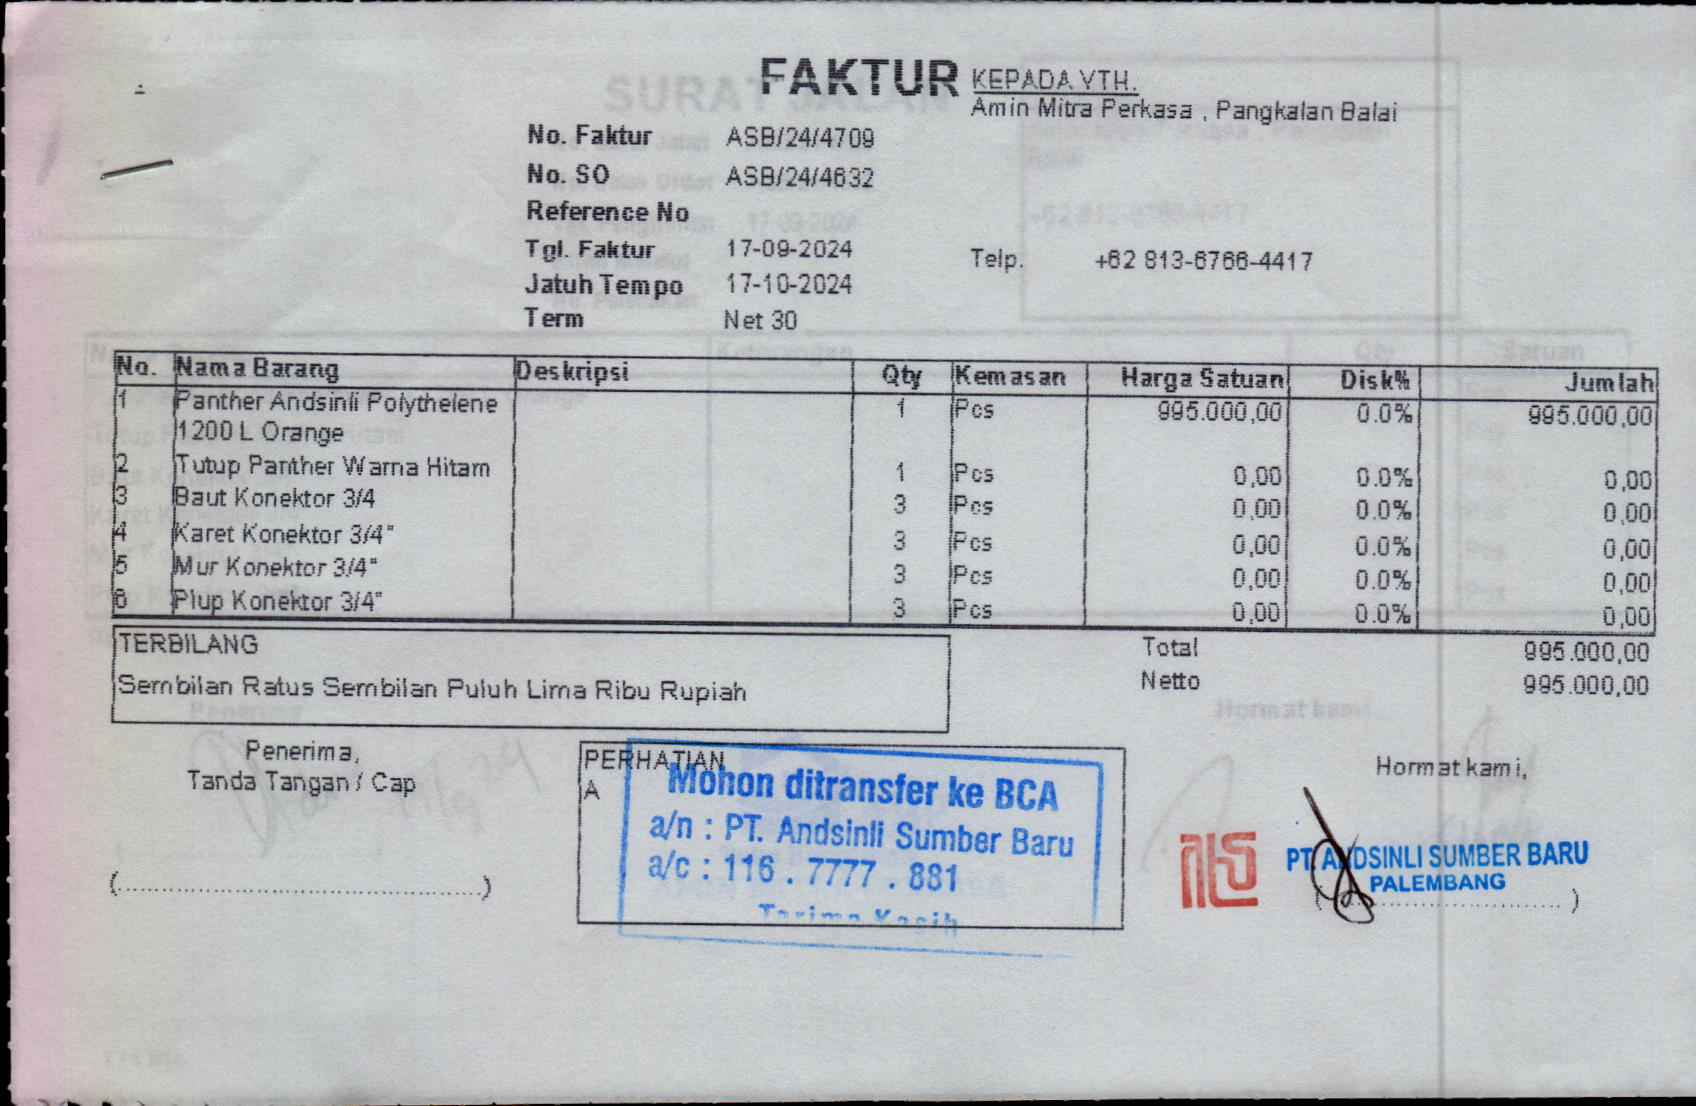 FAKTUR
KEPADA YTH.
Amin Mitra Perkasa , Pangkalan Balai
No. Faktur ASB/24/4709
No. SO ASB/24/4632
Reference No
Tgl. Faktur 17-09-2024
Telp. +62 813-6766-4417
Jatuh Tempo 17-10-2024
Term Net 30
No. Nama Barang Deskripsi Qty Kemasan Harga Satuan Disk% Jumlah
1 Panther Andsinli Polythelene 1 Pcs 995.000,00 0.0% 995.000,00
1200 L Orange
2 Tutup Panther Warna Hitam 1 Pcs 0,00 0.0% 0,00
3 Baut Konektor 3/4 3 Pcs 0,00 0.0% 0,00
4 Karet Konektor 3/4" 3 Pcs 0,00 0.0% 0,00
5 Mur Konektor 3/4" 3 Pcs 0,00 0.0% 0,00
6 Plup Konektor 3/4" 3 Pcs 0,00 0.0% 0,00
TERBILANG
Sembilan Ratus Sembilan Puluh Lima Ribu Rupiah
Total 995.000,00
Netto 995.000,00
Penerima,
Tanda Tangan / Cap
(..........................................)
PERHATIAN
A
Mohon ditransfer ke BCA
a/n : PT. Andsinli Sumber Baru
a/c : 116 . 7777 . 881
Terima Kasih
Hormat kami,
PT. ANDSINLI SUMBER BARU
PALEMBANG
(..............................)